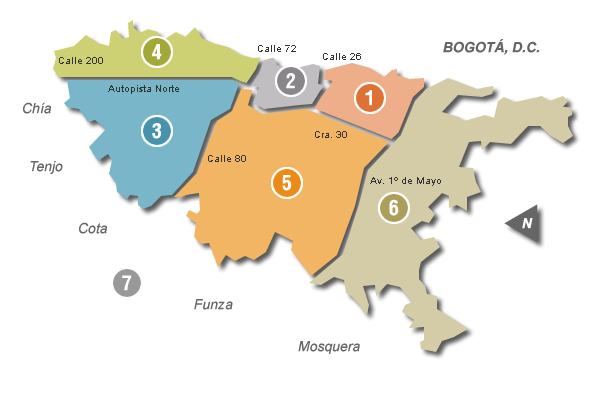 BOGOTÁ, D.C.
Calle 72
Calle 26
Calle 200
4
2
1
Autopista Norte
Chía
3
Cra. 30
Tenjo
Calle 80
5
Av. 1º de Mayo
6
N
Cota
7
Funza
Mosquera